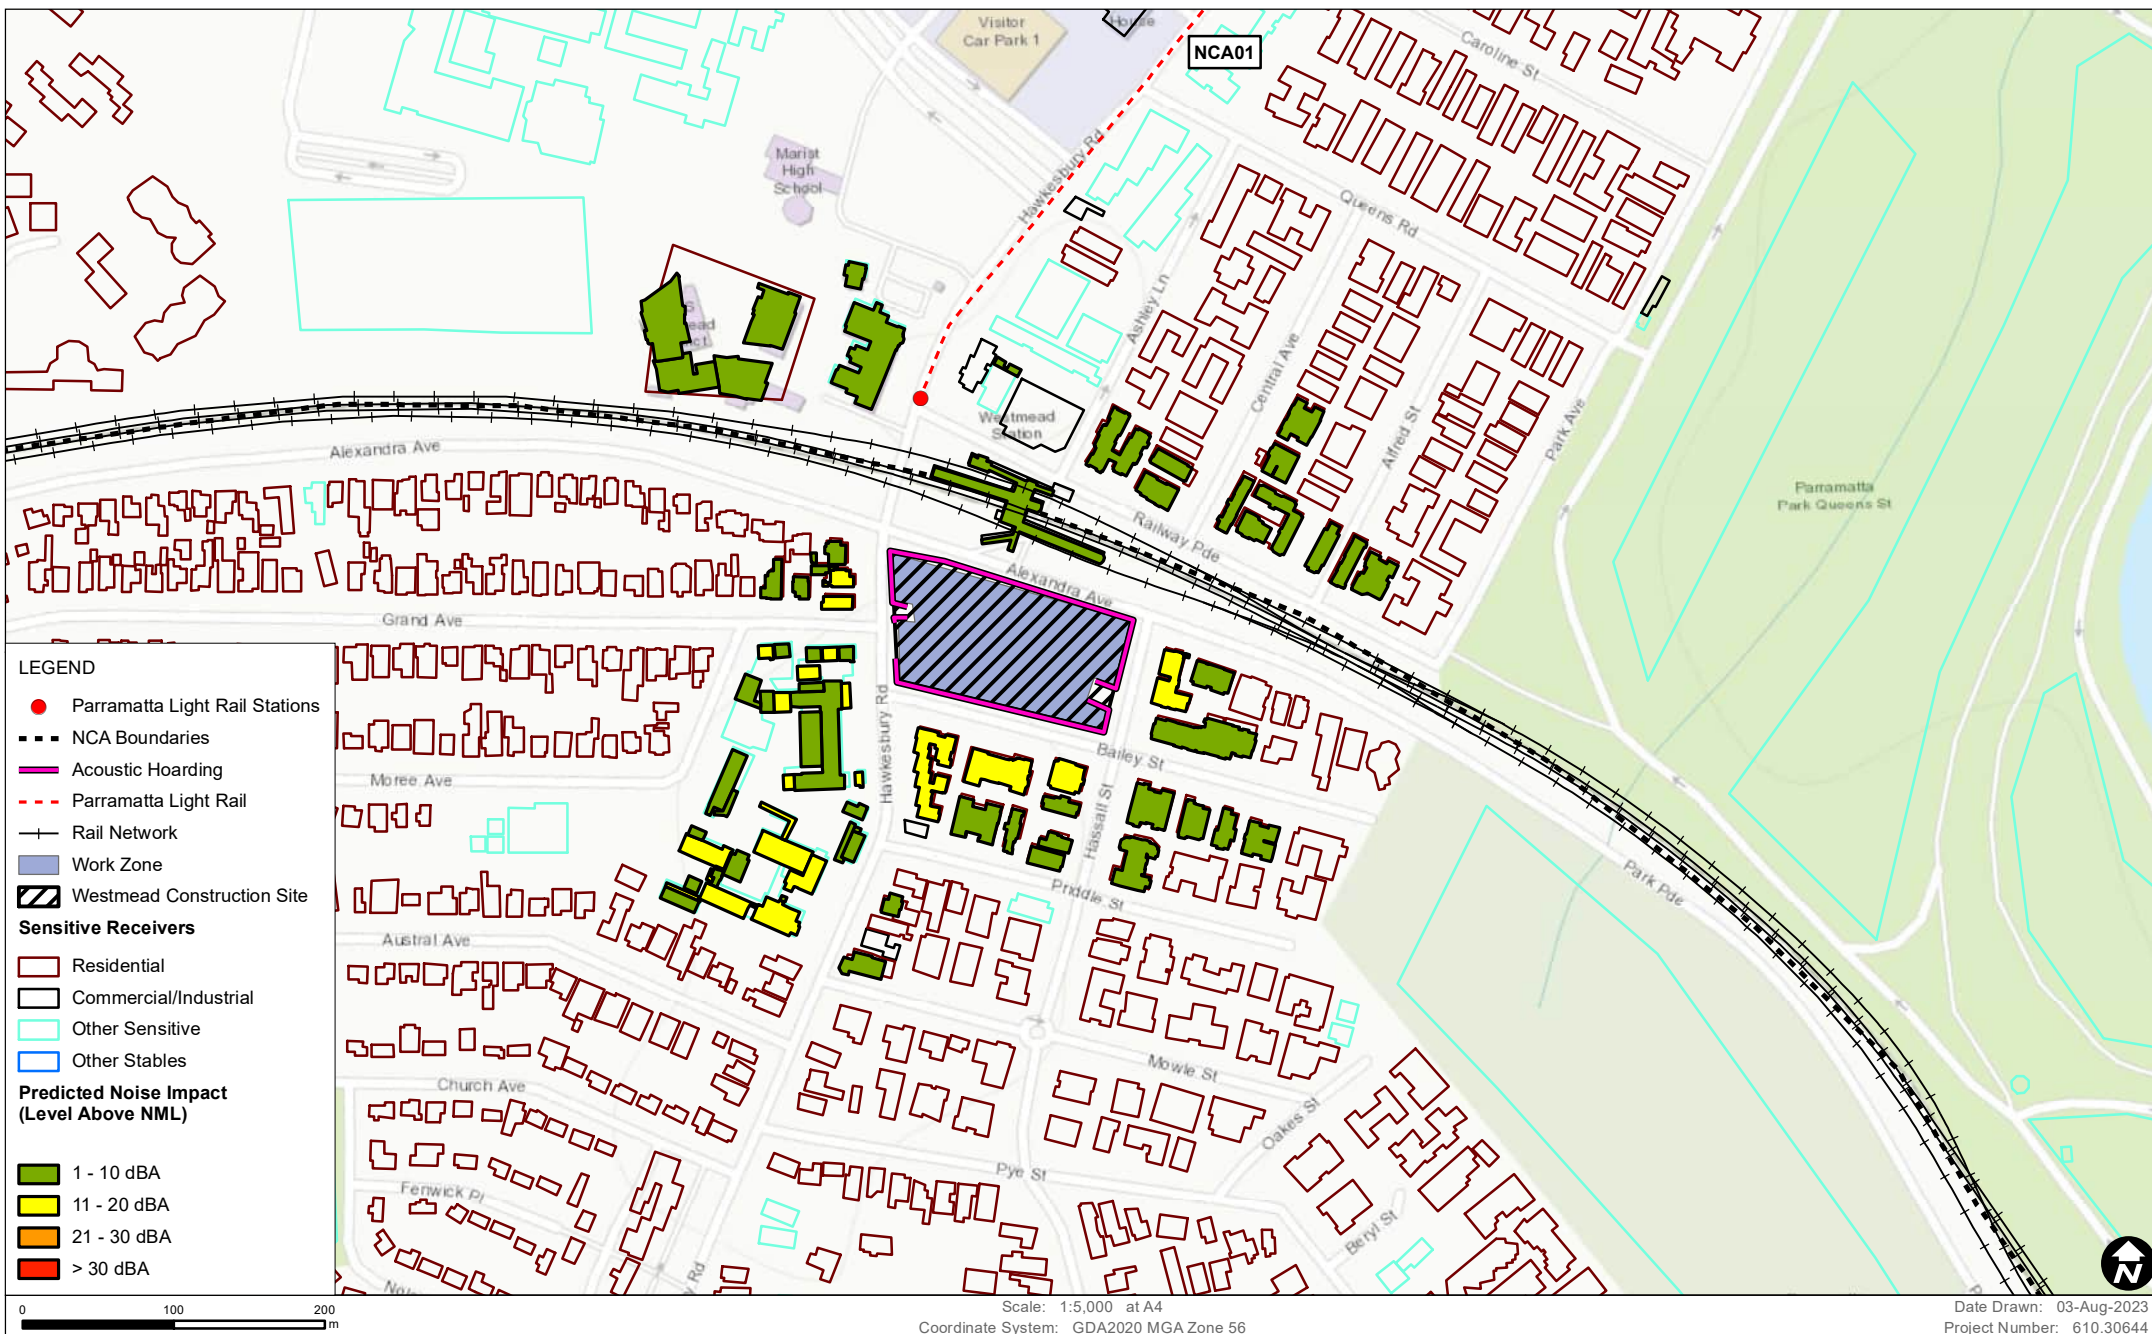 Visitor
Car Park 1
House
NCA01
Caroline St
Marist
High
School
Hawkesbury Rd
Queens Rd
Ashley Ln
Central Ave
Alfred St
Park Ave
Westmead
Station
Parramatta
Park Queens St
Alexandra Ave
Railway Pde
Alexandra Ave
Grand Ave
Hawkesbury Rd
Bailey St
Moree Ave
Hassall St
Priddle St
Park Pde
Austral Ave
Mowle St
Church Ave
Oakes St
Pye St
Fenwick Pl
Beryl St
LEGEND
Parramatta Light Rail Stations
NCA Boundaries
Acoustic Hoarding
Parramatta Light Rail
Rail Network
Work Zone
Westmead Construction Site
Sensitive Receivers
Residential
Commercial/Industrial
Other Sensitive
Other Stables
Predicted Noise Impact
(Level Above NML)
1 - 10 dBA
11 - 20 dBA
21 - 30 dBA
> 30 dBA
N
0 100 200
m
Scale: 1:5,000 at A4
Coordinate System: GDA2020 MGA Zone 56
Date Drawn: 03-Aug-2023
Project Number: 610.30644